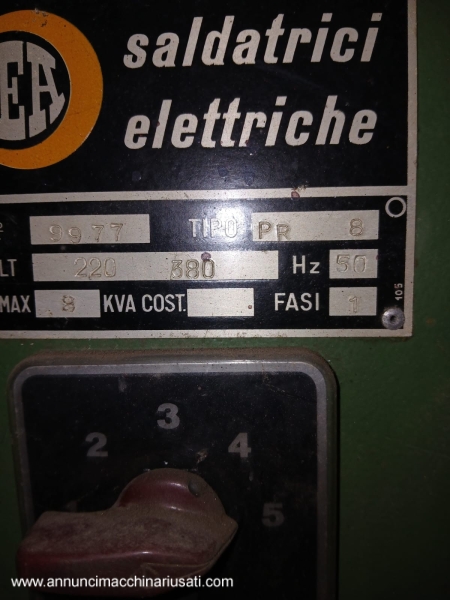 EA saldatrici
elettriche
9977 TIPO PR 8
LT 220 380 Hz 50
MAX 8 KVA COST. FASI 1
105
2 3 4 5
www.annuncimacchinariusati.com